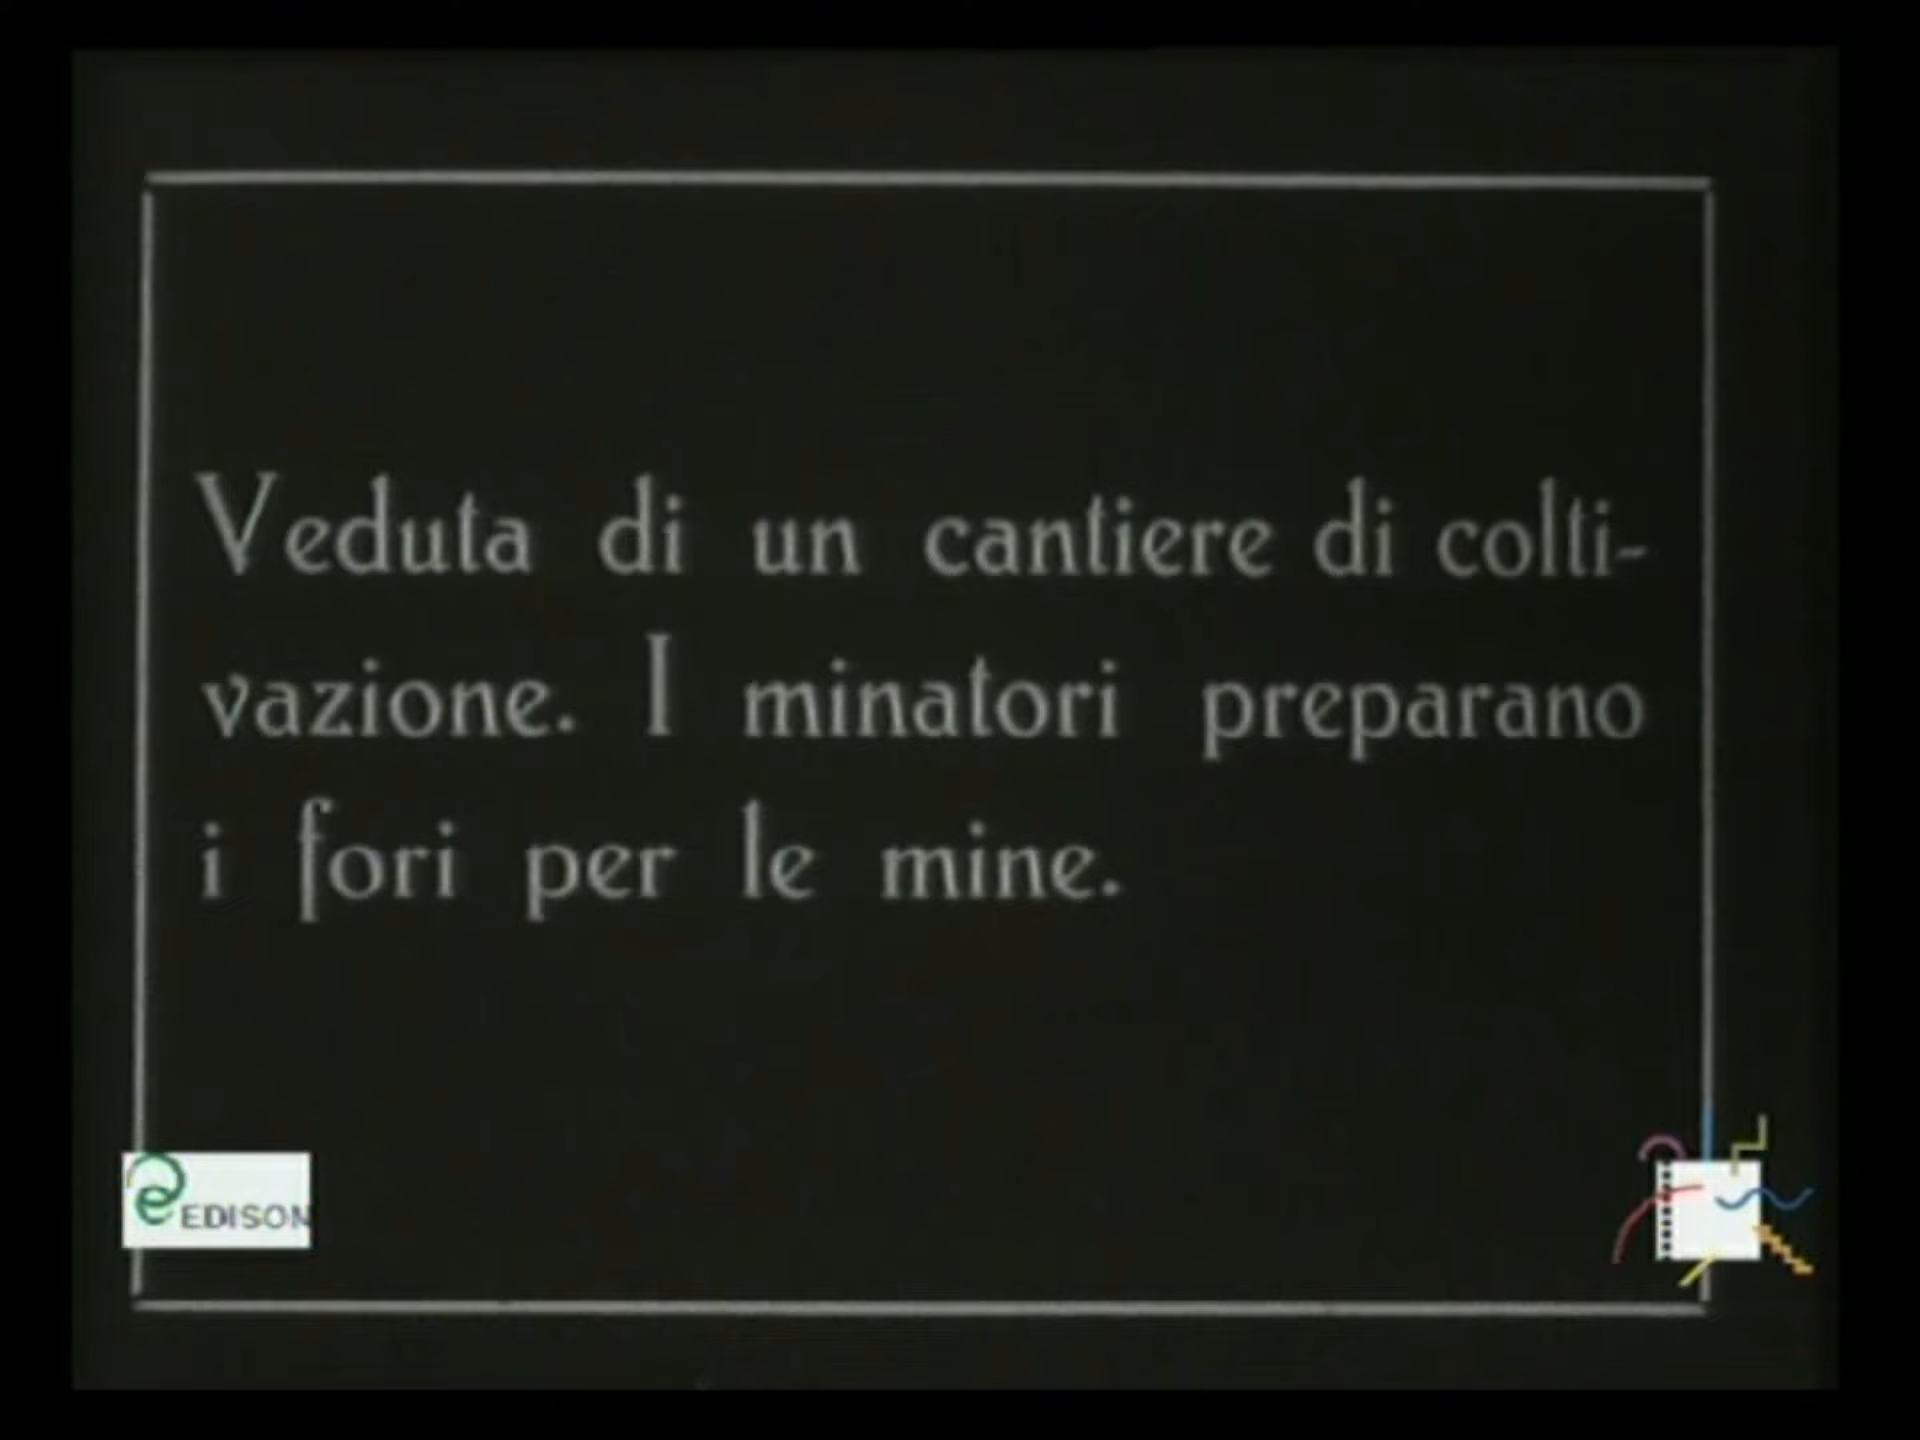 Veduta di un cantiere di colti-
vazione. I minatori preparano
i fori per le mine.
EDISON